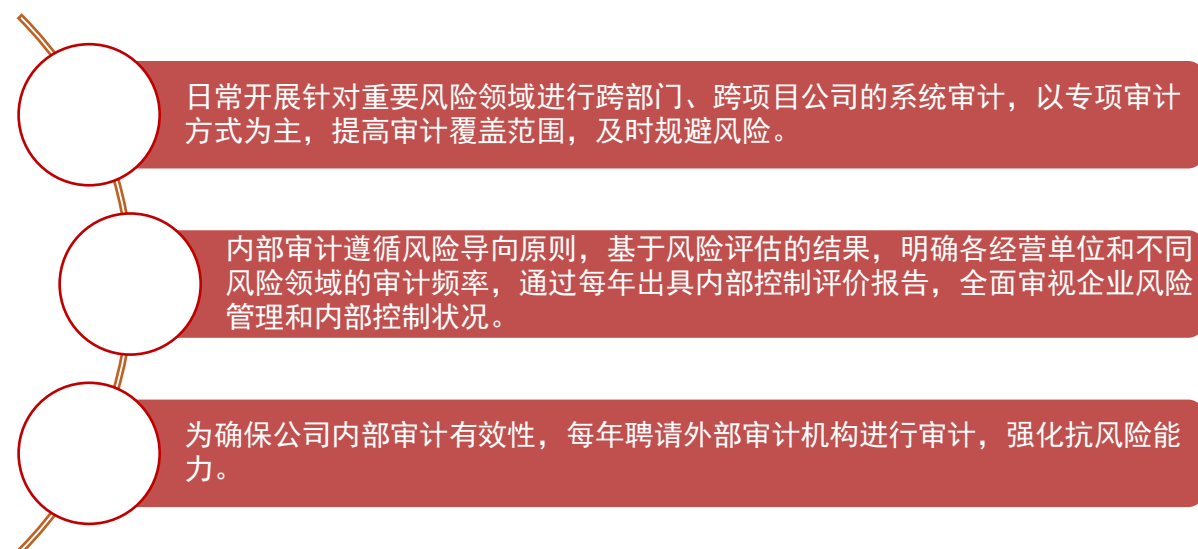 日常开展针对重要风险领域进行跨部门、跨项目公司的系统审计，以专项审计
方式为主，提高审计覆盖范围，及时规避风险。
内部审计遵循风险导向原则，基于风险评估的结果，明确各经营单位和不同
风险领域的审计频率，通过每年出具内部控制评价报告，全面审视企业风险
管理和内部控制状况。
为确保公司内部审计有效性，每年聘请外部审计机构进行审计，强化抗风险能
力。